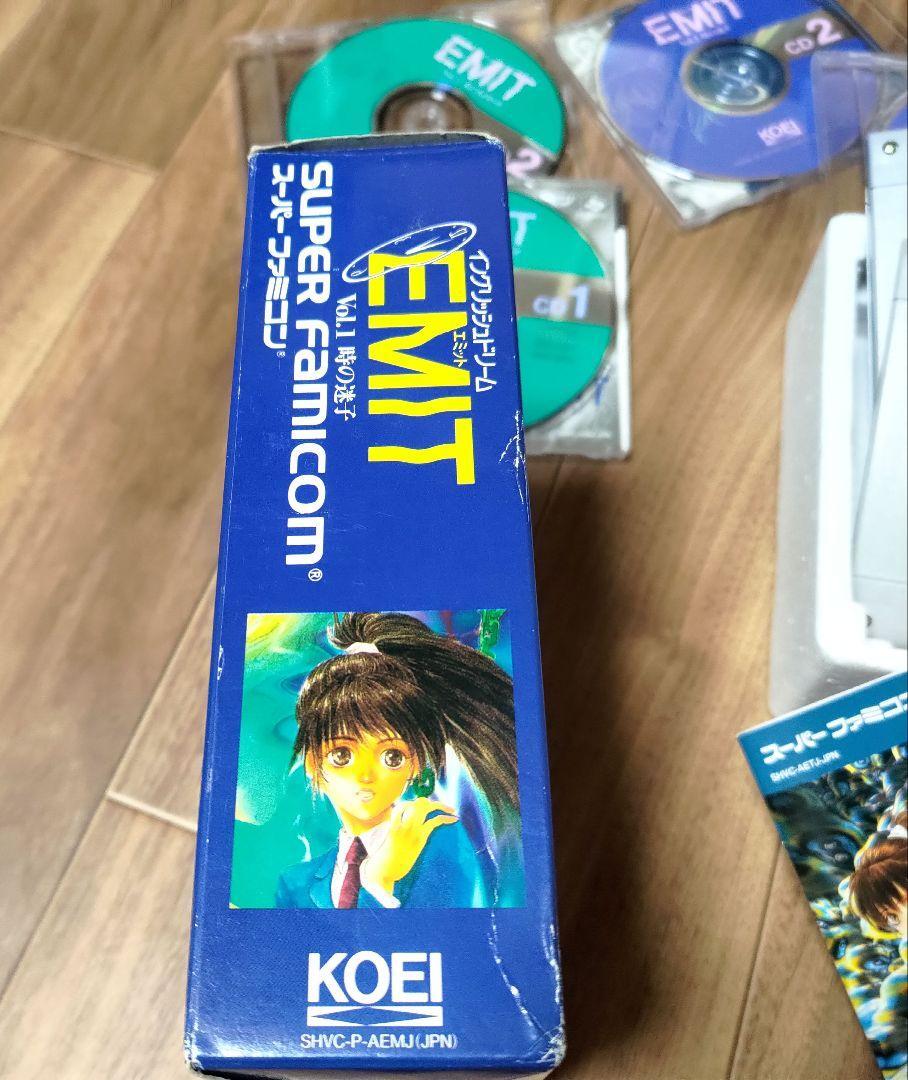 SUPER FAMICOM®
スーパーファミコン®
イングリッシュドリーム
EMIT
エミット
Vol.1 時の迷子
KOEI
SHVC-P-AEMJ(JPN)
EMIT
2
EMIT
CD 2
KOEI
CD 1
スーパーファミコン
SHVC-AETJ-JPN